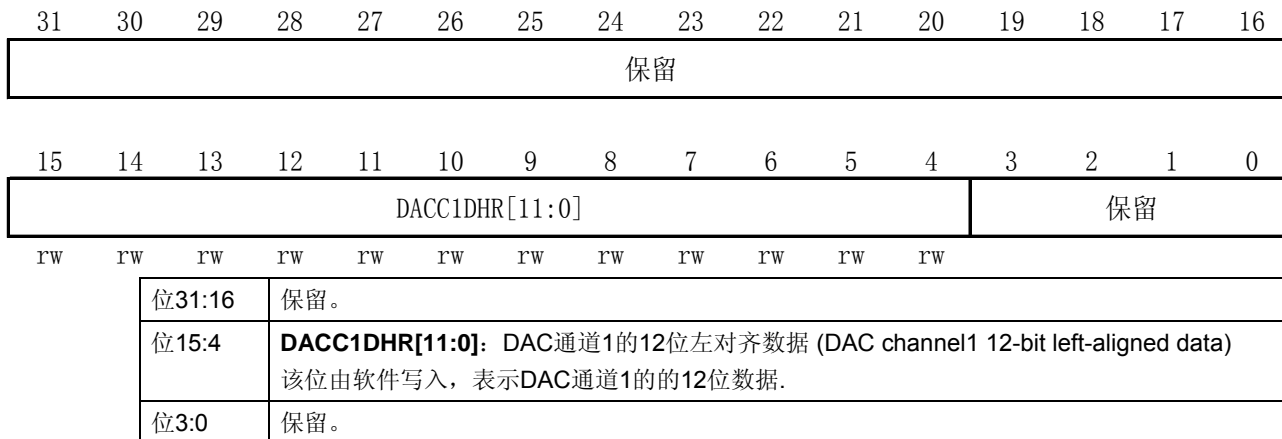 31 30 29 28 27 26 25 24 23 22 21 20 19 18 17 16
保留
15 14 13 12 11 10 9 8 7 6 5 4 3 2 1 0
DACC1DHR[11:0] 保留
rw rw rw rw rw rw rw rw rw rw rw rw
位31:16 保留。
位15:4 DACC1DHR[11:0]：DAC通道1的12位左对齐数据 (DAC channel1 12-bit left-aligned data)
该位由软件写入，表示DAC通道1的的12位数据.
位3:0 保留。